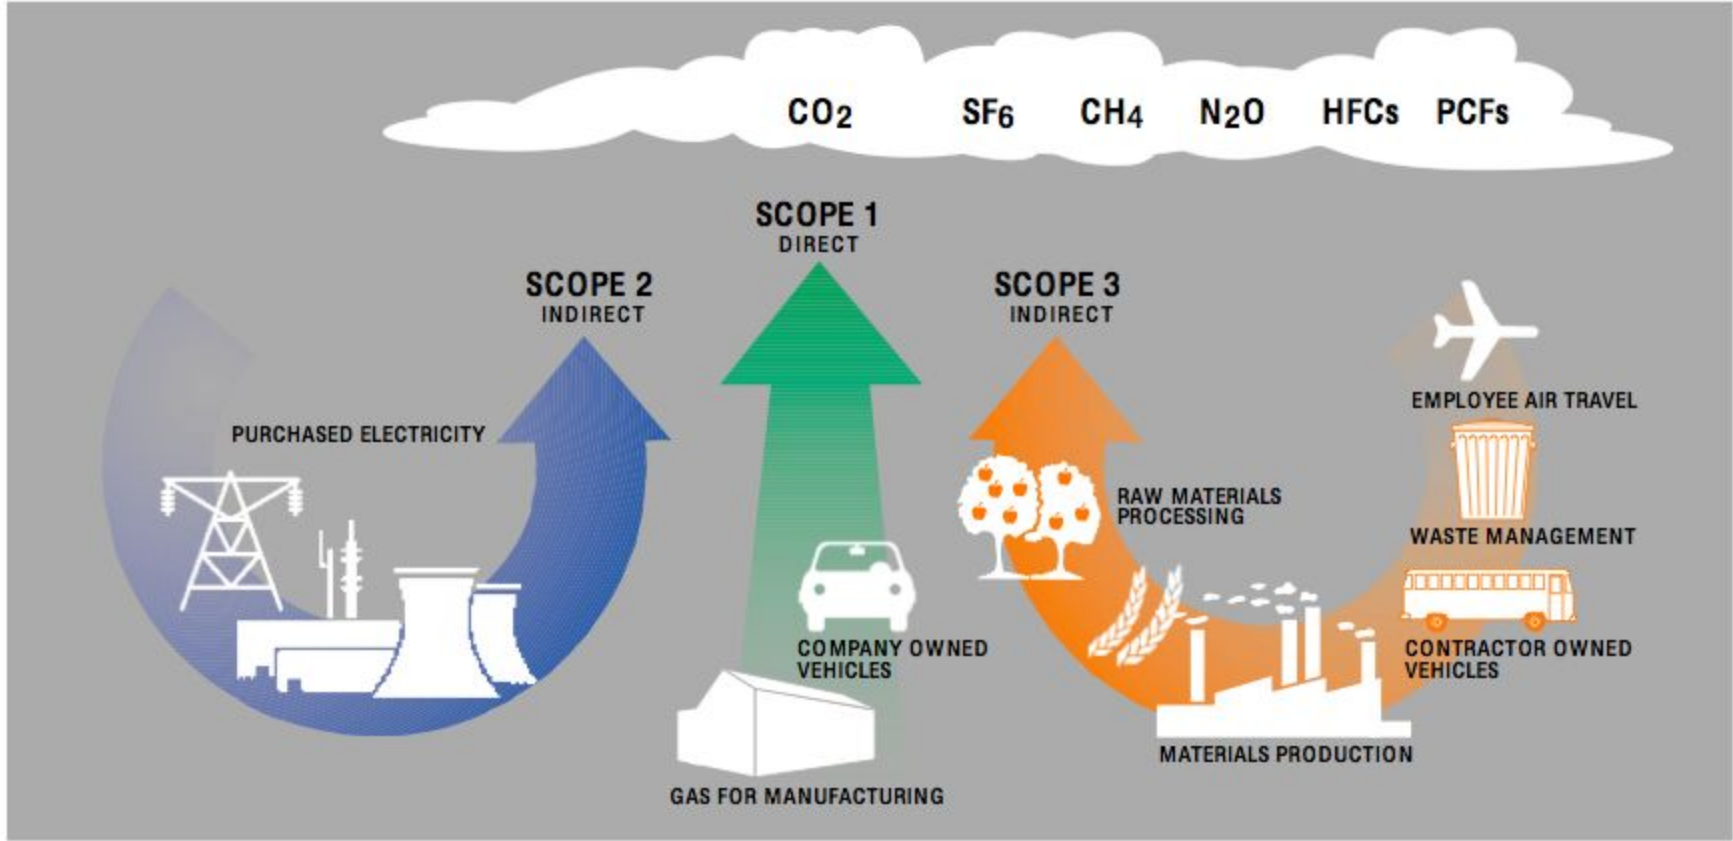 CO2 SF6 CH4 N2O HFCs PCFs
SCOPE 1
DIRECT
SCOPE 2
INDIRECT
SCOPE 3
INDIRECT
PURCHASED ELECTRICITY
COMPANY OWNED
VEHICLES
GAS FOR MANUFACTURING
RAW MATERIALS
PROCESSING
MATERIALS PRODUCTION
EMPLOYEE AIR TRAVEL
WASTE MANAGEMENT
CONTRACTOR OWNED
VEHICLES